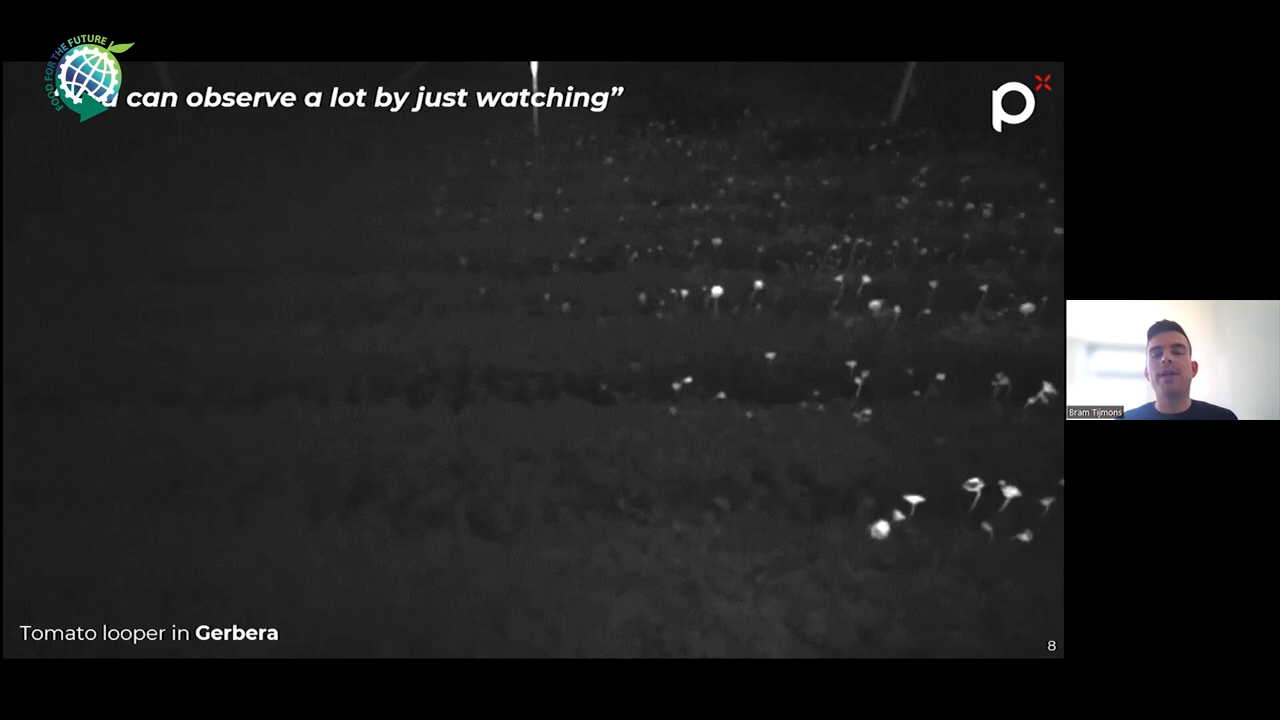 FOOD FOR THE FUTURE
can observe a lot by just watching”
Bram Tijmons
Tomato looper in Gerbera
8